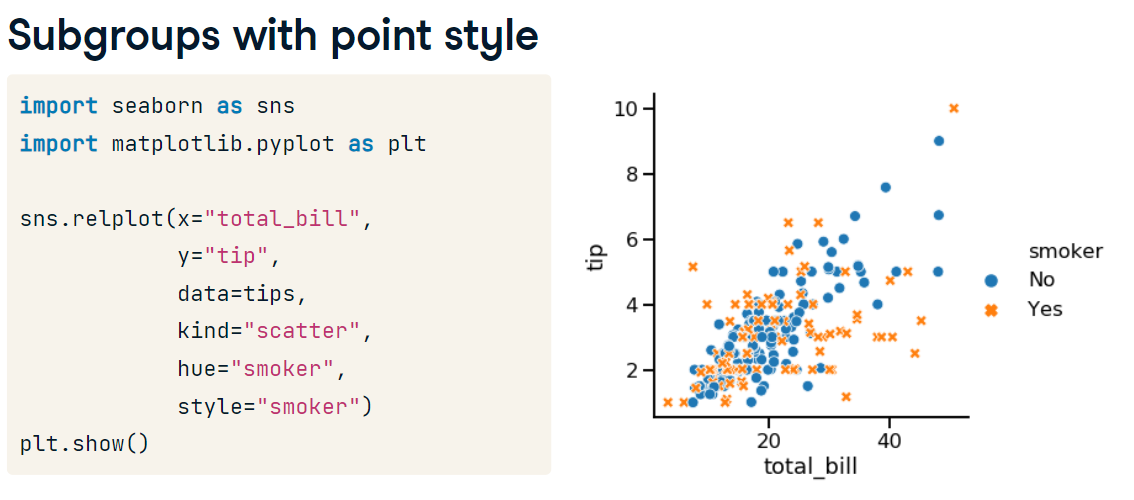 Subgroups with point style
import seaborn as sns
import matplotlib.pyplot as plt
sns.relplot(x="total_bill",
y="tip",
data=tips,
kind="scatter",
hue="smoker",
style="smoker")
plt.show()
10
8
6
4
2
tip
20 40
total_bill
smoker
No
Yes